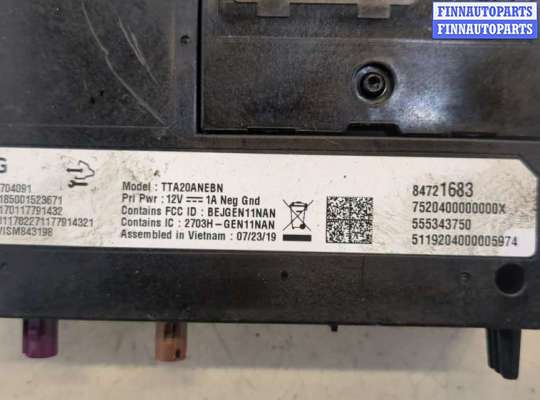 FINNAUTOPARTS
FINNAUTOPARTS
G
704091
185001523671
170117791432
111782271177914321
VISM843198
Model : TTA20ANEBN
Pri Pwr : 12V ⎓ 1A Neg Gnd
Contains FCC ID : BEJGEN11NAN
Contains IC : 2703H-GEN11NAN
Assembled in Vietnam : 07/23/19
84721683
7520400000000X
555343750
5119204000005974